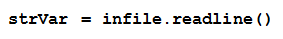 strVar = infile.readline()